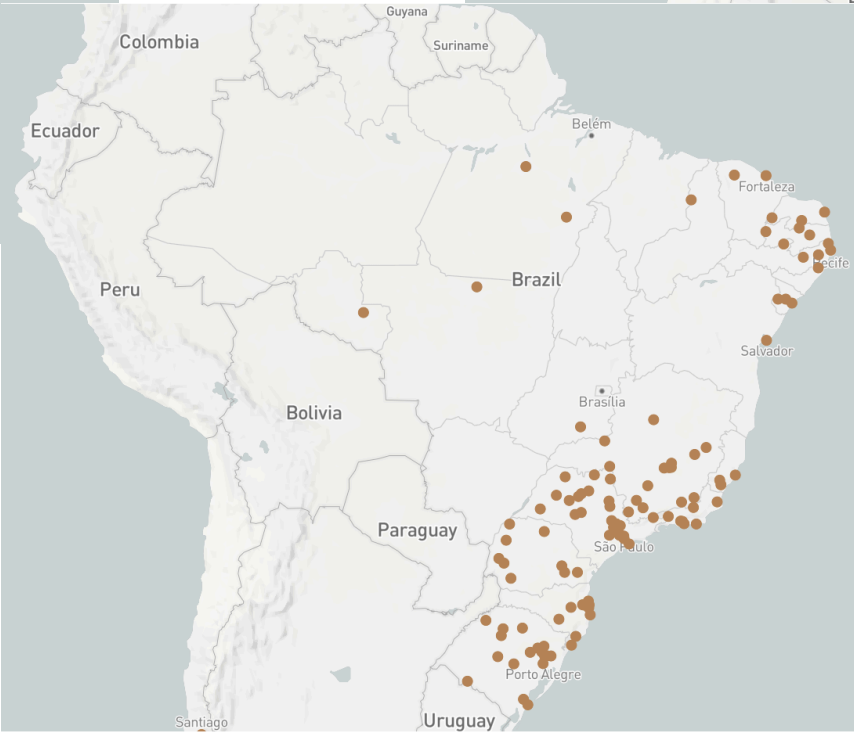 Guyana
Colombia
Suriname
Ecuador
Belém
Fortaleza
Recife
Peru
Brazil
Salvador
Brasília
Bolivia
Paraguay
São Paulo
Porto Alegre
Santiago
Uruguay